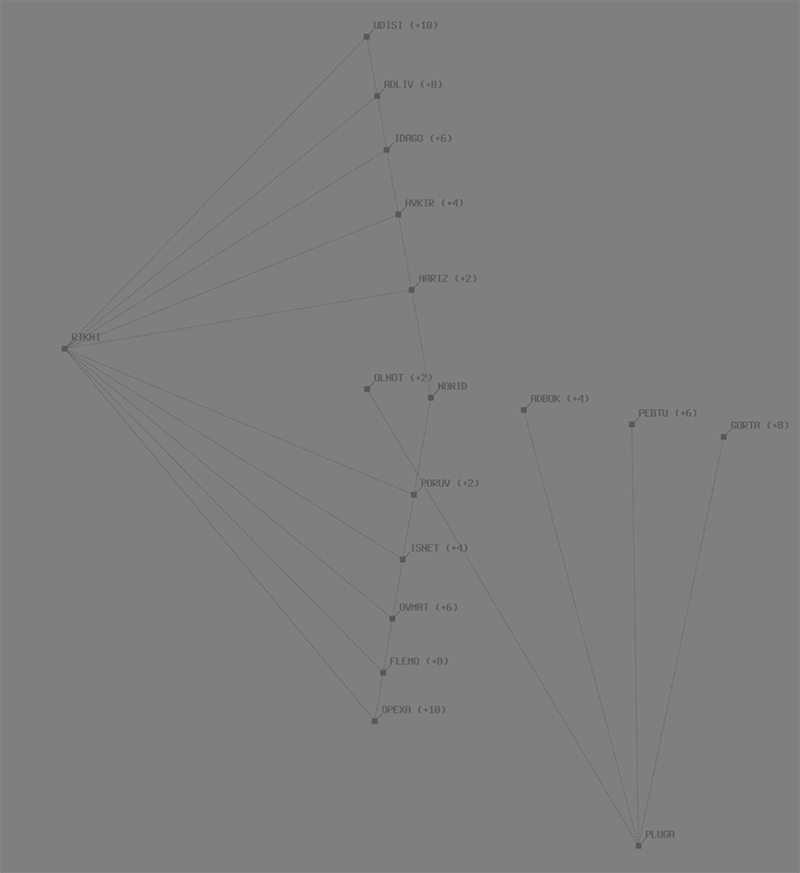 UDISI (+10)
ADLIV (+8)
IDAGO (+6)
AVKIR (+4)
HARIZ (+2)
RIKNI
OLNOT (+2)
NONID
ADBOK (+4)
PEBTU (+6)
GORTA (+8)
PORUV (+2)
ISNET (+4)
OVMAT (+6)
FLEMO (+8)
OPEXA (+10)
PLUGA